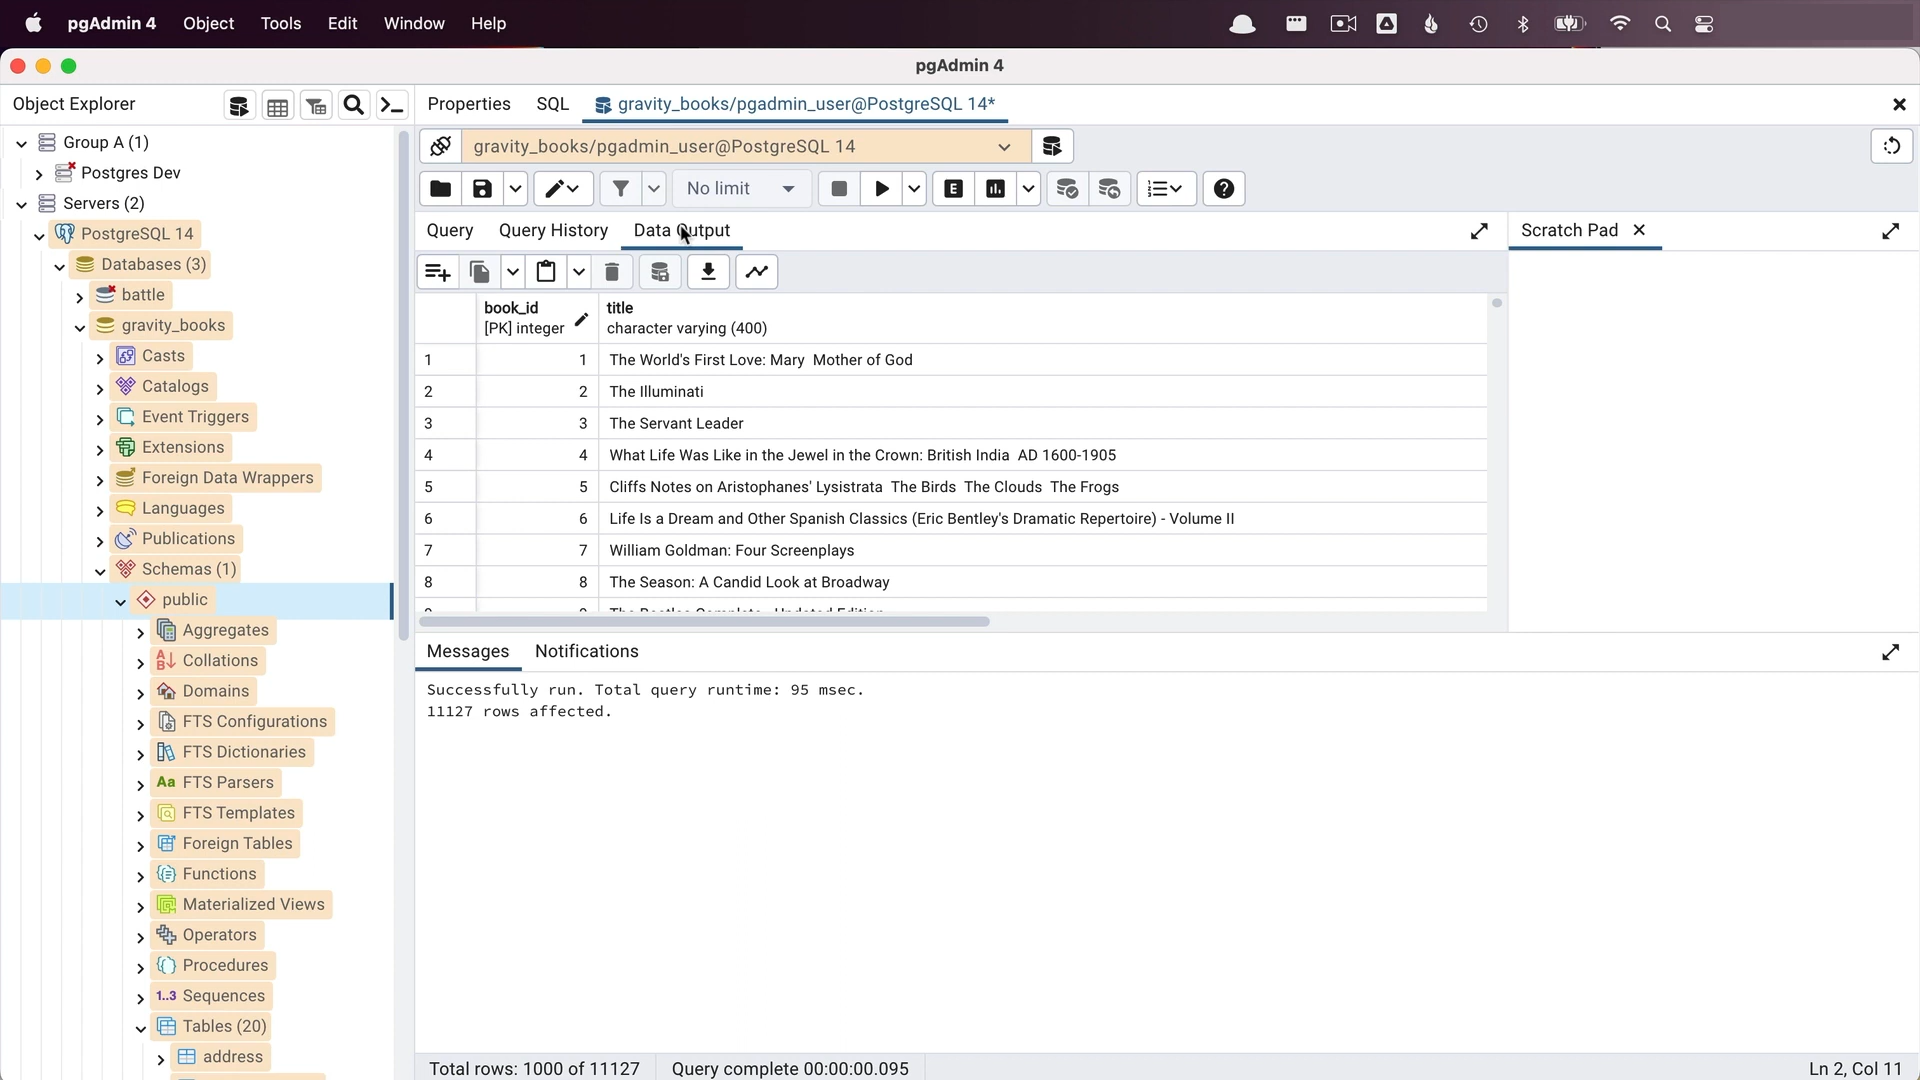 pgAdmin 4 Object Tools Edit Window Help
pgAdmin 4
Object Explorer
Properties SQL gravity_books/pgadmin_user@PostgreSQL 14*
Group A (1)
Postgres Dev
Servers (2)
PostgreSQL 14
Databases (3)
battle
gravity_books
Casts
Catalogs
Event Triggers
Extensions
Foreign Data Wrappers
Languages
Publications
Schemas (1)
public
Aggregates
Collations
Domains
FTS Configurations
FTS Dictionaries
Aa FTS Parsers
FTS Templates
Foreign Tables
Functions
Materialized Views
Operators
Procedures
1..3 Sequences
Tables (20)
address
gravity_books/pgadmin_user@PostgreSQL 14
No limit E
Query Query History Data Output
Scratch Pad
book_id title
[PK] integer character varying (400)
1 1 The World's First Love: Mary  Mother of God
2 2 The Illuminati
3 3 The Servant Leader
4 4 What Life Was Like in the Jewel in the Crown: British India  AD 1600-1905
5 5 Cliffs Notes on Aristophanes' Lysistrata  The Birds  The Clouds  The Frogs
6 6 Life Is a Dream and Other Spanish Classics (Eric Bentley's Dramatic Repertoire) - Volume II
7 7 William Goldman: Four Screenplays
8 8 The Season: A Candid Look at Broadway
Messages Notifications
Successfully run. Total query runtime: 95 msec.
11127 rows affected.
Total rows: 1000 of 11127 Query complete 00:00:00.095 Ln 2, Col 11